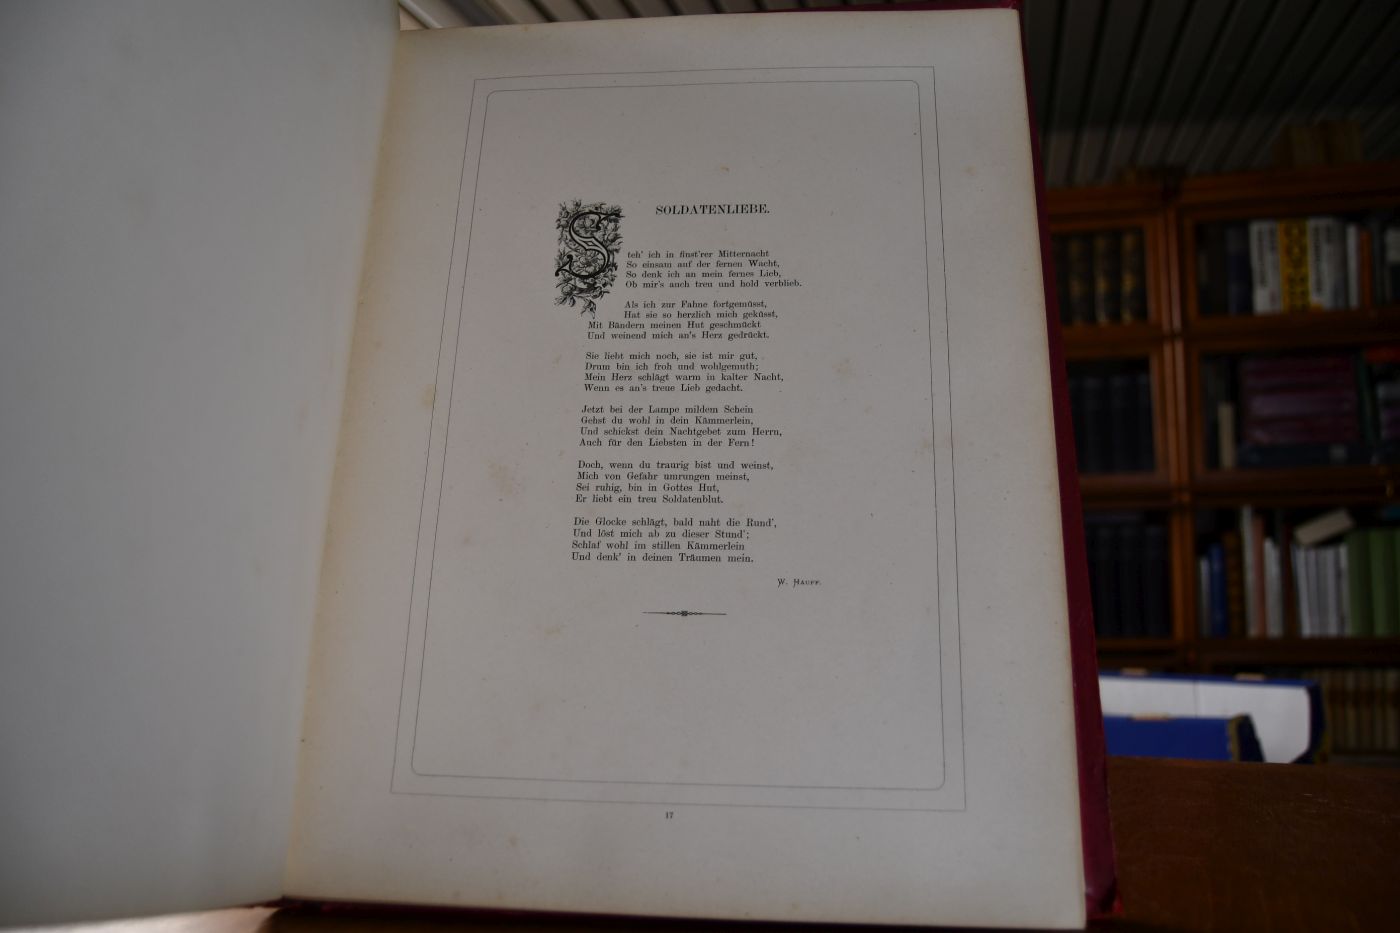 SOLDATENLIEBE.
Steh' ich in finst'rer Mitternacht
So einsam auf der fernen Wacht,
So denk ich an mein fernes Lieb,
Ob mir's auch treu und hold verblieb.
Als ich zur Fahne fortgemüsst,
Hat sie so herzlich mich geküsst,
Mit Bändern meinen Hut geschmückt
Und weinend mich an's Herz gedrückt.
Sie liebt mich noch, sie ist mir gut,
Drum bin ich froh und wohlgemuth;
Mein Herz schlägt warm in kalter Nacht,
Wenn es an's treue Lieb gedacht.
Jetzt bei der Lampe mildem Schein
Gehst du wohl in dein Kämmerlein,
Und schickst dein Nachtgebet zum Herrn,
Auch für den Liebsten in der Fern!
Doch, wenn du traurig bist und weinst,
Mich von Gefahr umrungen meinst,
Sei ruhig, bin in Gottes Hut,
Er liebt ein treu Soldatenblut.
Die Glocke schlägt, bald naht die Rund',
Und löst mich ab zu dieser Stund';
Schlaf wohl im stillen Kämmerlein
Und denk' in deinen Träumen mein.
W. HAUFF.
17